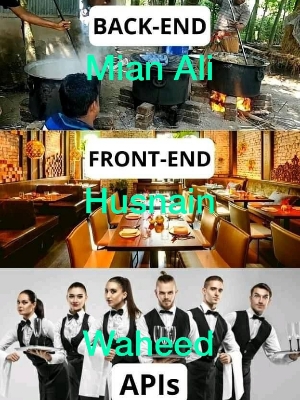 BACK-END
Mian Ali
FRONT-END
Husnain
Waheed
APIs